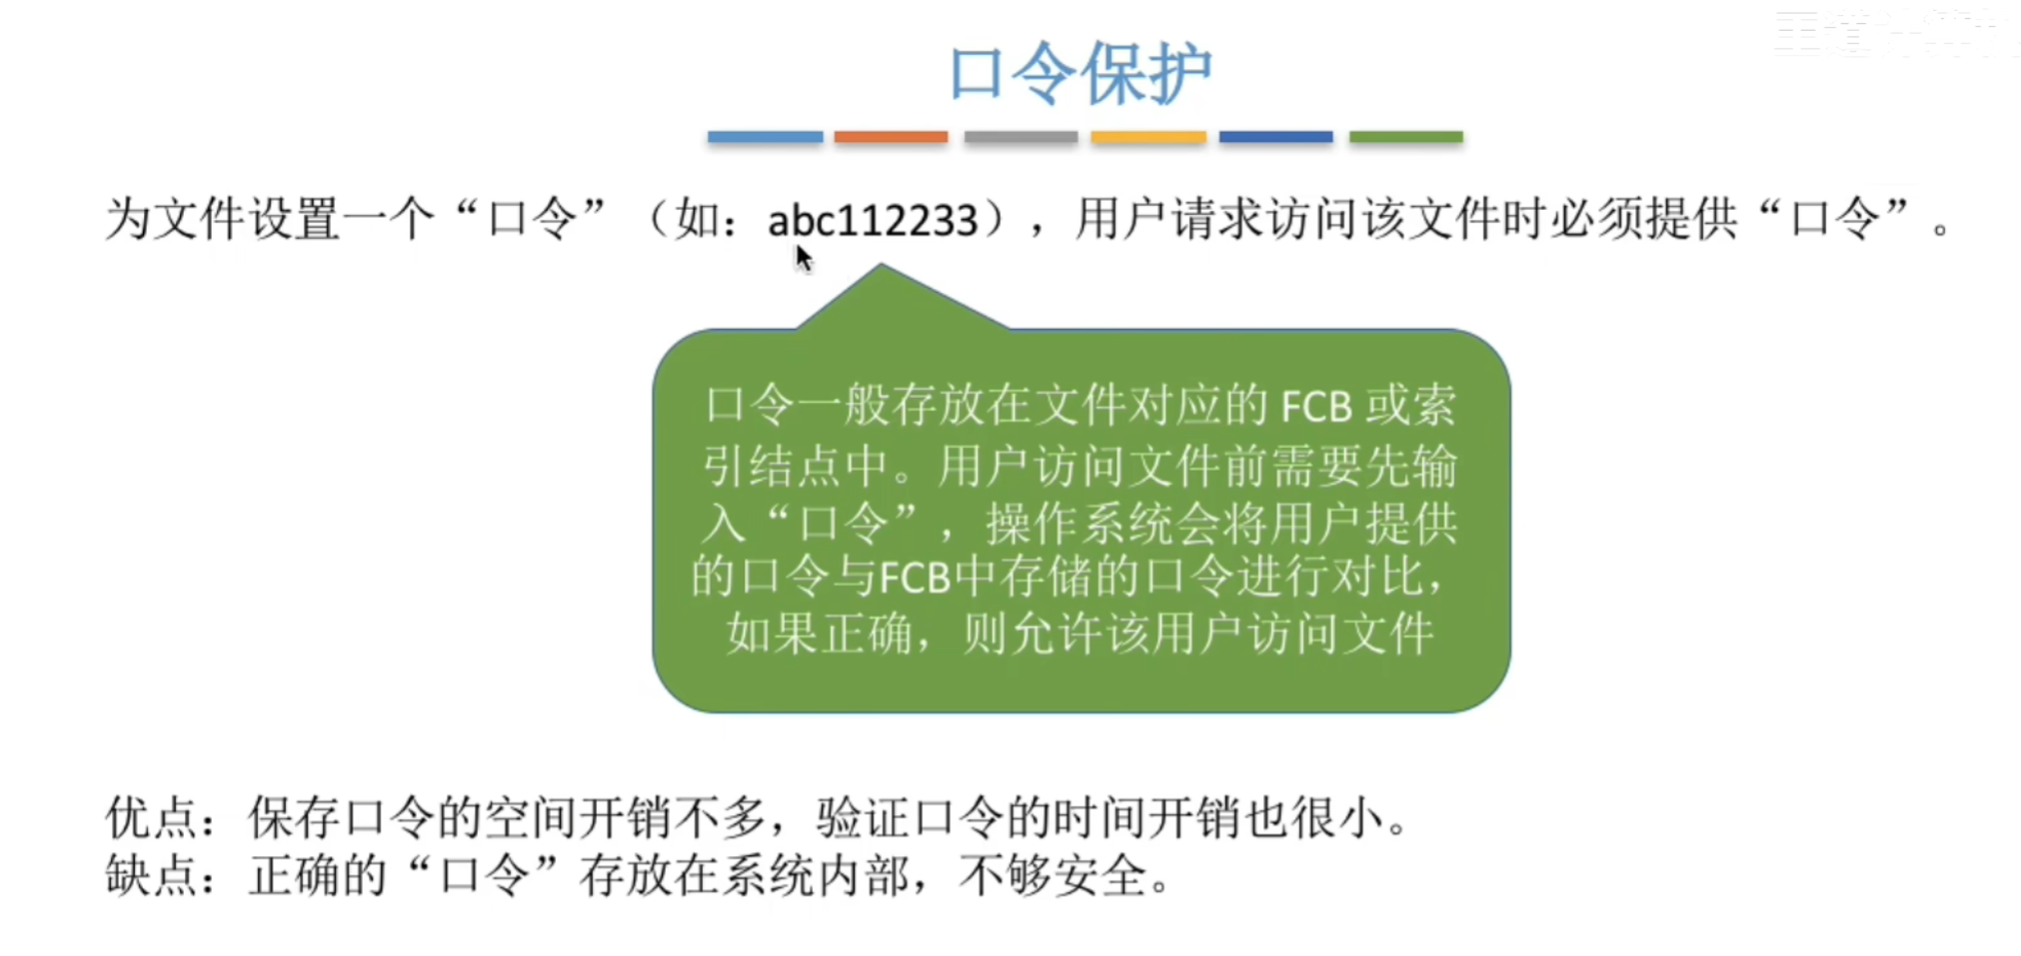 口令保护
为文件设置一个“口令”（如：abc112233），用户请求访问该文件时必须提供“口令”。
口令一般存放在文件对应的 FCB 或索
引结点中。用户访问文件前需要先输
入“口令”，操作系统会将用户提供
的口令与FCB中存储的口令进行对比，
如果正确，则允许该用户访问文件
优点：保存口令的空间开销不多，验证口令的时间开销也很小。
缺点：正确的“口令”存放在系统内部，不够安全。